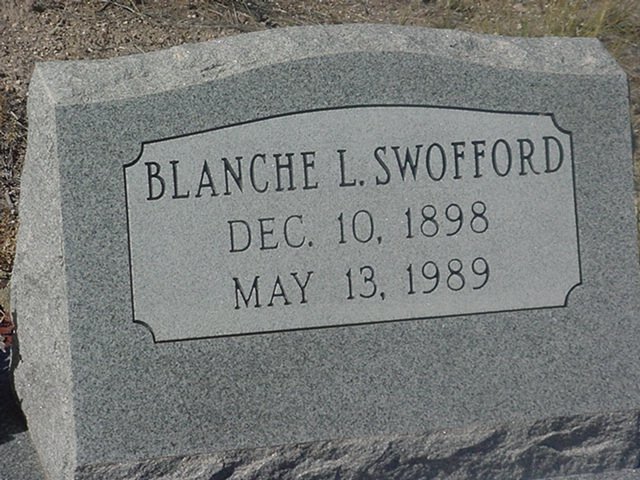 BLANCHE L. SWOFFORD
DEC. 10, 1898
MAY 13, 1989